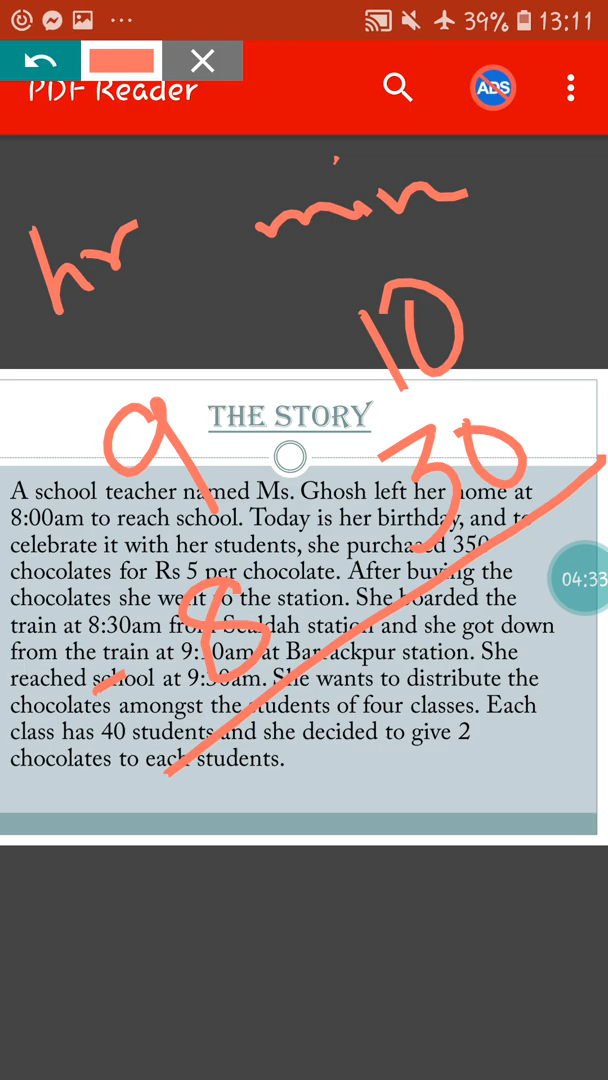 39% 13:11
PDF Reader ADS
hr min
9 10
- 8 30
THE STORY
A school teacher named Ms. Ghosh left her home at
8:00am to reach school. Today is her birthday, and to
celebrate it with her students, she purchased 350
chocolates for Rs 5 per chocolate. After buying the
chocolates she went to the station. She boarded the
train at 8:30am from Sealdah station and she got down
from the train at 9:10am at Barrackpur station. She
reached school at 9:30am. She wants to distribute the
chocolates amongst the students of four classes. Each
class has 40 students and she decided to give 2
chocolates to each students.
04:33